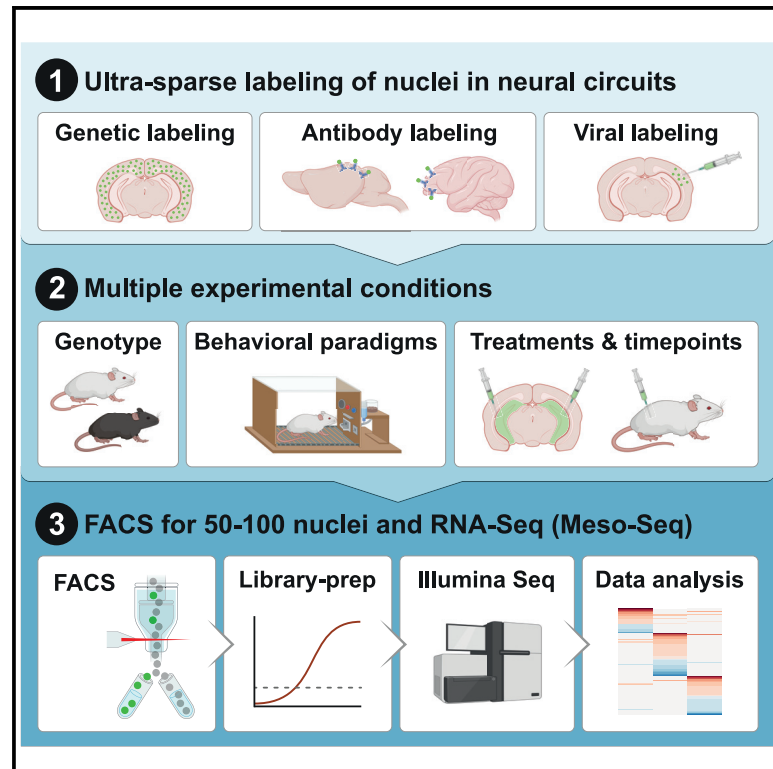 1 Ultra-sparse labeling of nuclei in neural circuits
Genetic labeling
Antibody labeling
Viral labeling
2 Multiple experimental conditions
Genotype
Behavioral paradigms
Treatments & timepoints
3 FACS for 50-100 nuclei and RNA-Seq (Meso-Seq)
FACS
Library-prep
Illumina Seq
Data analysis